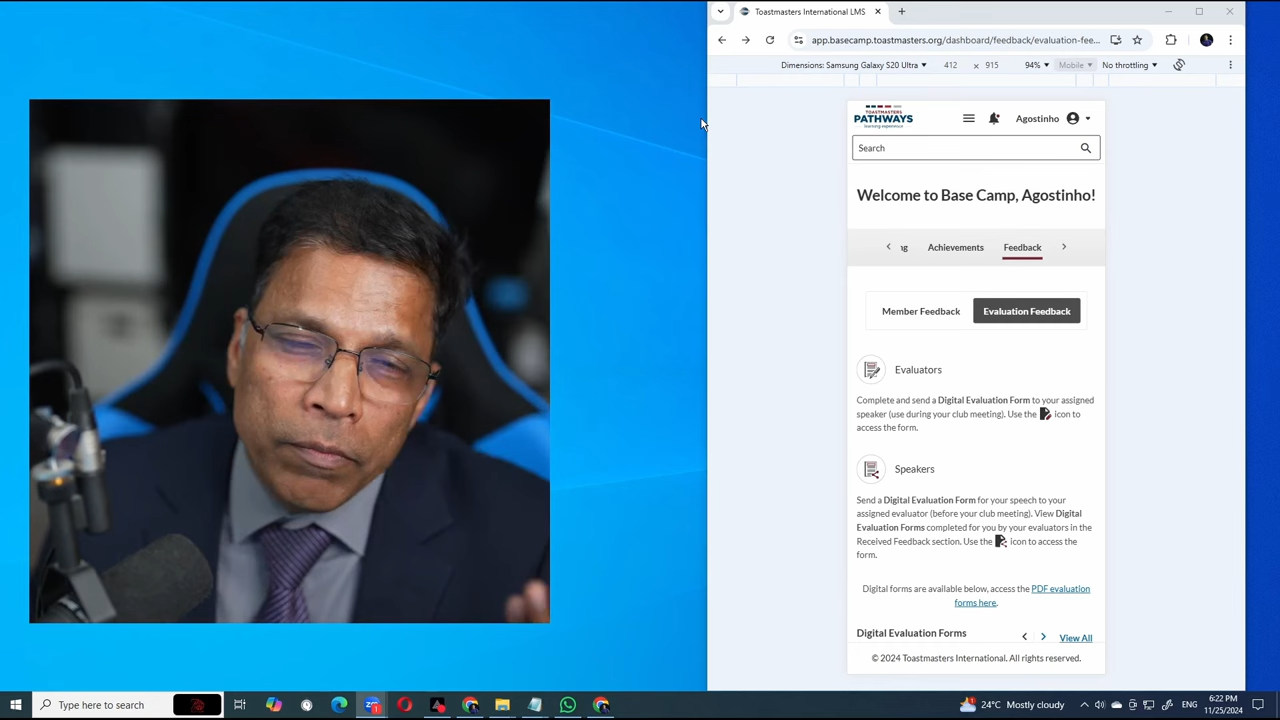 Toastmasters International LMS
app.basecamp.toastmasters.org/dashboard/feedback/evaluation-fee...
Dimensions: Samsung Galaxy S20 Ultra 412 × 915 94% Mobile No throttling
TOASTMASTERS
PATHWAYS
learning experience
Agostinho
Search
Welcome to Base Camp, Agostinho!
ng Achievements Feedback
Member Feedback Evaluation Feedback
Evaluators
Complete and send a Digital Evaluation Form to your assigned
speaker (use during your club meeting). Use the icon to
access the form.
Speakers
Send a Digital Evaluation Form for your speech to your
assigned evaluator (before your club meeting). View Digital
Evaluation Forms completed for you by your evaluators in the
Received Feedback section. Use the icon to access the
form.
Digital forms are available below, access the PDF evaluation
forms here.
Digital Evaluation Forms View All
© 2024 Toastmasters International. All rights reserved.
Type here to search
24°C Mostly cloudy
ENG
6:22 PM
11/25/2024